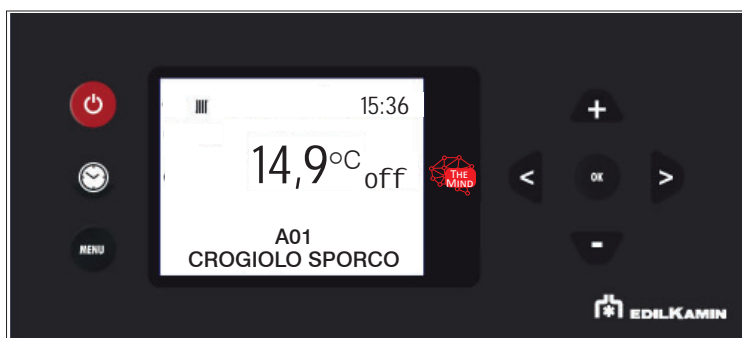 15:36
14,9°C off
THE
MIND
A01
CROGIOLO SPORCO
MENU
OK
EDILKAMIN